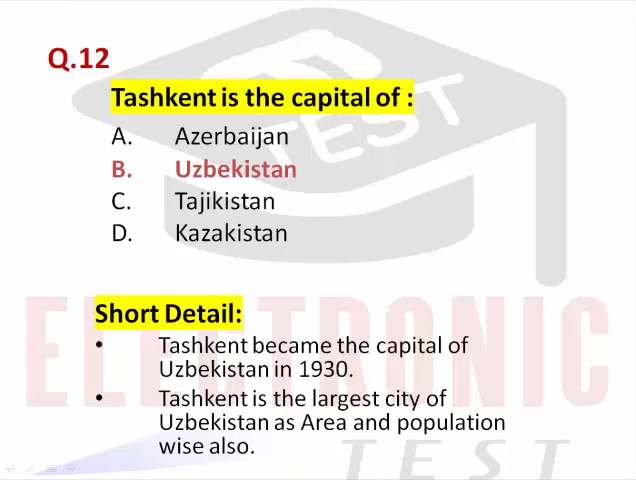 Q.12
Tashkent is the capital of :
A. Azerbaijan
B. Uzbekistan
C. Tajikistan
D. Kazakistan
Short Detail:
• Tashkent became the capital of
Uzbekistan in 1930.
• Tashkent is the largest city of
Uzbekistan as Area and population
wise also.
TEST
ELECTRONIC
TEST